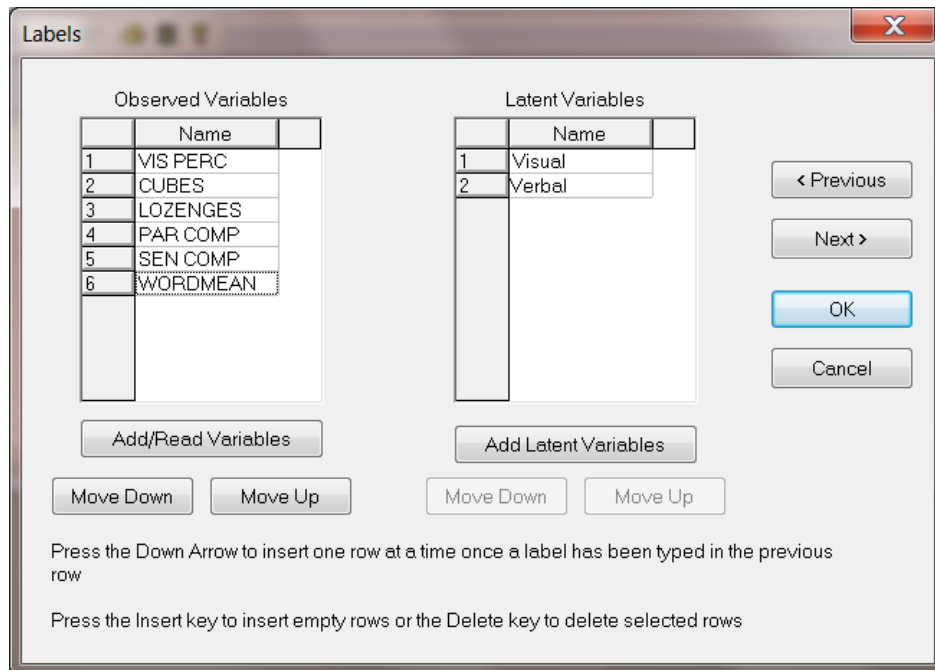 Labels
X
Observed Variables
Name
1 VIS PERC
2 CUBES
3 LOZENGES
4 PAR COMP
5 SEN COMP
6 WORDMEAN
Add/Read Variables
Move Down Move Up
Latent Variables
Name
1 Visual
2 Verbal
Add Latent Variables
Move Down Move Up
< Previous
Next >
OK
Cancel
Press the Down Arrow to insert one row at a time once a label has been typed in the previous
row
Press the Insert key to insert empty rows or the Delete key to delete selected rows